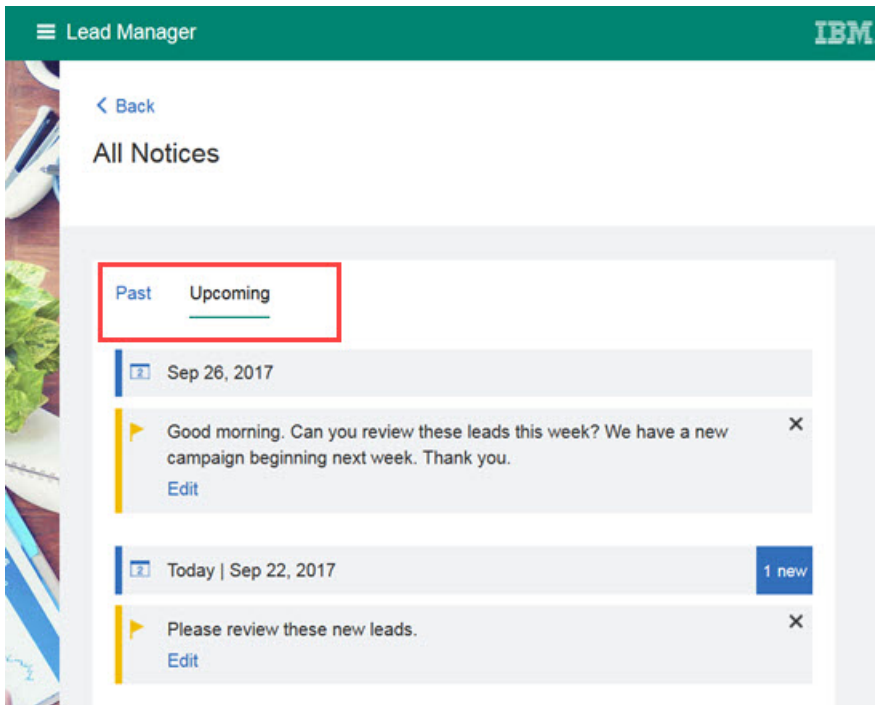 Lead Manager
IBM
Back
All Notices
Past Upcoming
2 Sep 26, 2017
Good morning. Can you review these leads this week? We have a new
campaign beginning next week. Thank you.
Edit
2 Today | Sep 22, 2017 1 new
Please review these new leads.
Edit